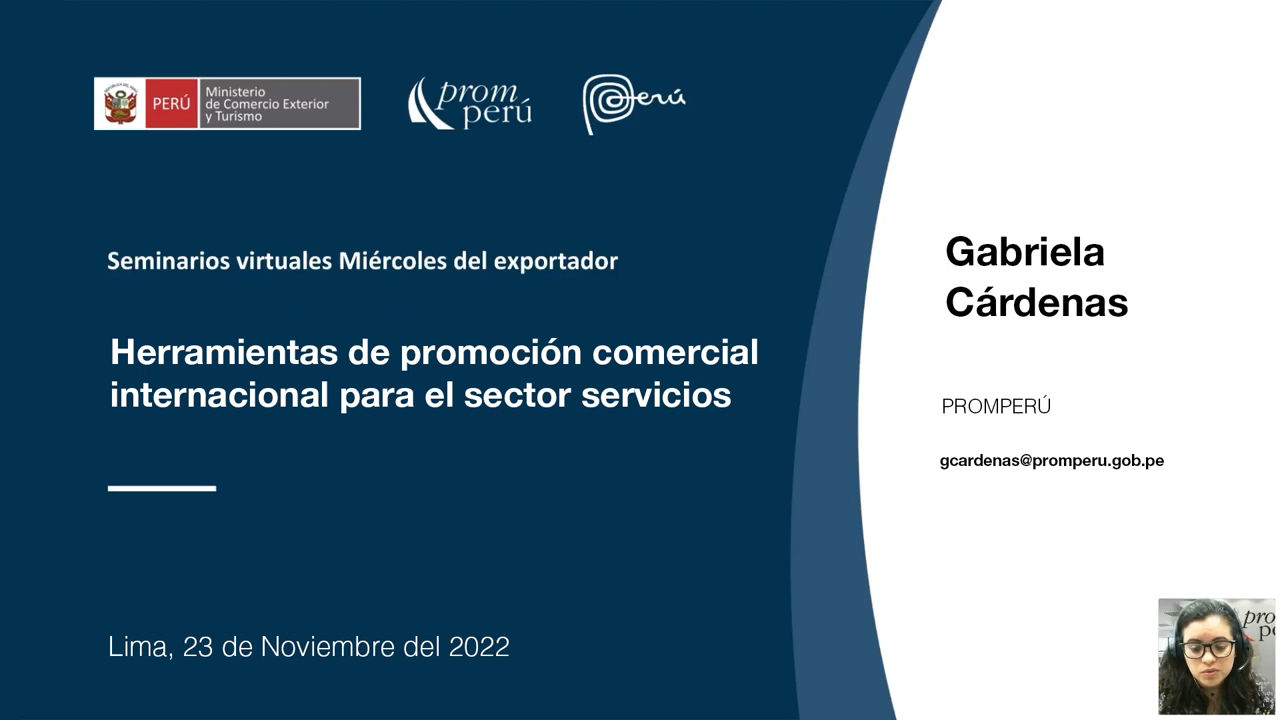 PERÚ
Ministerio
de Comercio Exterior
y Turismo
prom
perú
Perú
Seminarios virtuales Miércoles del exportador
Herramientas de promoción comercial
internacional para el sector servicios
Lima, 23 de Noviembre del 2022
Gabriela
Cárdenas
PROMPERÚ
gcardenas@promperu.gob.pe